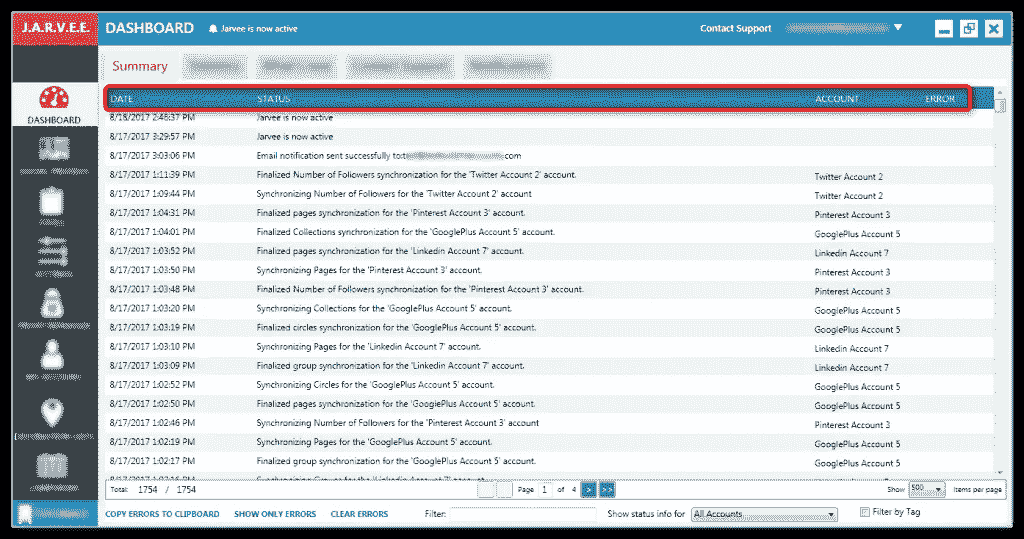 J.A.R.V.E.E. DASHBOARD Jarvee is now active Contact Support
Summary
DATE STATUS ACCOUNT ERROR
8/18/2017 2:48:37 PM Jarvee is now active
8/17/2017 3:29:57 PM Jarvee is now active
8/17/2017 3:03:06 PM Email notification sent successfully to: .com
8/17/2017 1:11:39 PM Finalized Number of Followers synchronization for the 'Twitter Account 2' account. Twitter Account 2
8/17/2017 1:09:44 PM Synchronizing Number of Followers for the 'Twitter Account 2' account Twitter Account 2
8/17/2017 1:04:31 PM Finalized pages synchronization for the 'Pinterest Account 3' account. Pinterest Account 3
8/17/2017 1:04:01 PM Finalized Collections synchronization for the 'GooglePlus Account 5' account. GooglePlus Account 5
8/17/2017 1:03:52 PM Finalized pages synchronization for the 'Linkedin Account 7' account. Linkedin Account 7
8/17/2017 1:03:50 PM Synchronizing Pages for the 'Pinterest Account 3' account. Pinterest Account 3
8/17/2017 1:03:48 PM Finalized Number of Followers synchronization for the 'Pinterest Account 3' account. Pinterest Account 3
8/17/2017 1:03:20 PM Synchronizing Collections for the 'GooglePlus Account 5' account. GooglePlus Account 5
8/17/2017 1:03:19 PM Finalized circles synchronization for the 'GooglePlus Account 5' account. GooglePlus Account 5
8/17/2017 1:03:10 PM Synchronizing Pages for the 'Linkedin Account 7' account. Linkedin Account 7
8/17/2017 1:03:09 PM Finalized group synchronization for the 'Linkedin Account 7' account. Linkedin Account 7
8/17/2017 1:02:52 PM Synchronizing Circles for the 'GooglePlus Account 5' account. GooglePlus Account 5
8/17/2017 1:02:50 PM Finalized pages synchronization for the 'GooglePlus Account 5' account. GooglePlus Account 5
8/17/2017 1:02:46 PM Synchronizing Number of Followers for the 'Pinterest Account 3' account Pinterest Account 3
8/17/2017 1:02:19 PM Synchronizing Pages for the 'GooglePlus Account 5' account. GooglePlus Account 5
8/17/2017 1:02:17 PM Finalized group synchronization for the 'GooglePlus Account 5' account. GooglePlus Account 5
DASHBOARD
Total: 1754 / 1754 Page 1 of 4 > >> Show 500 items per page
COPY ERRORS TO CLIPBOARD SHOW ONLY ERRORS CLEAR ERRORS Filter: Show status info for All Accounts Filter by Tag